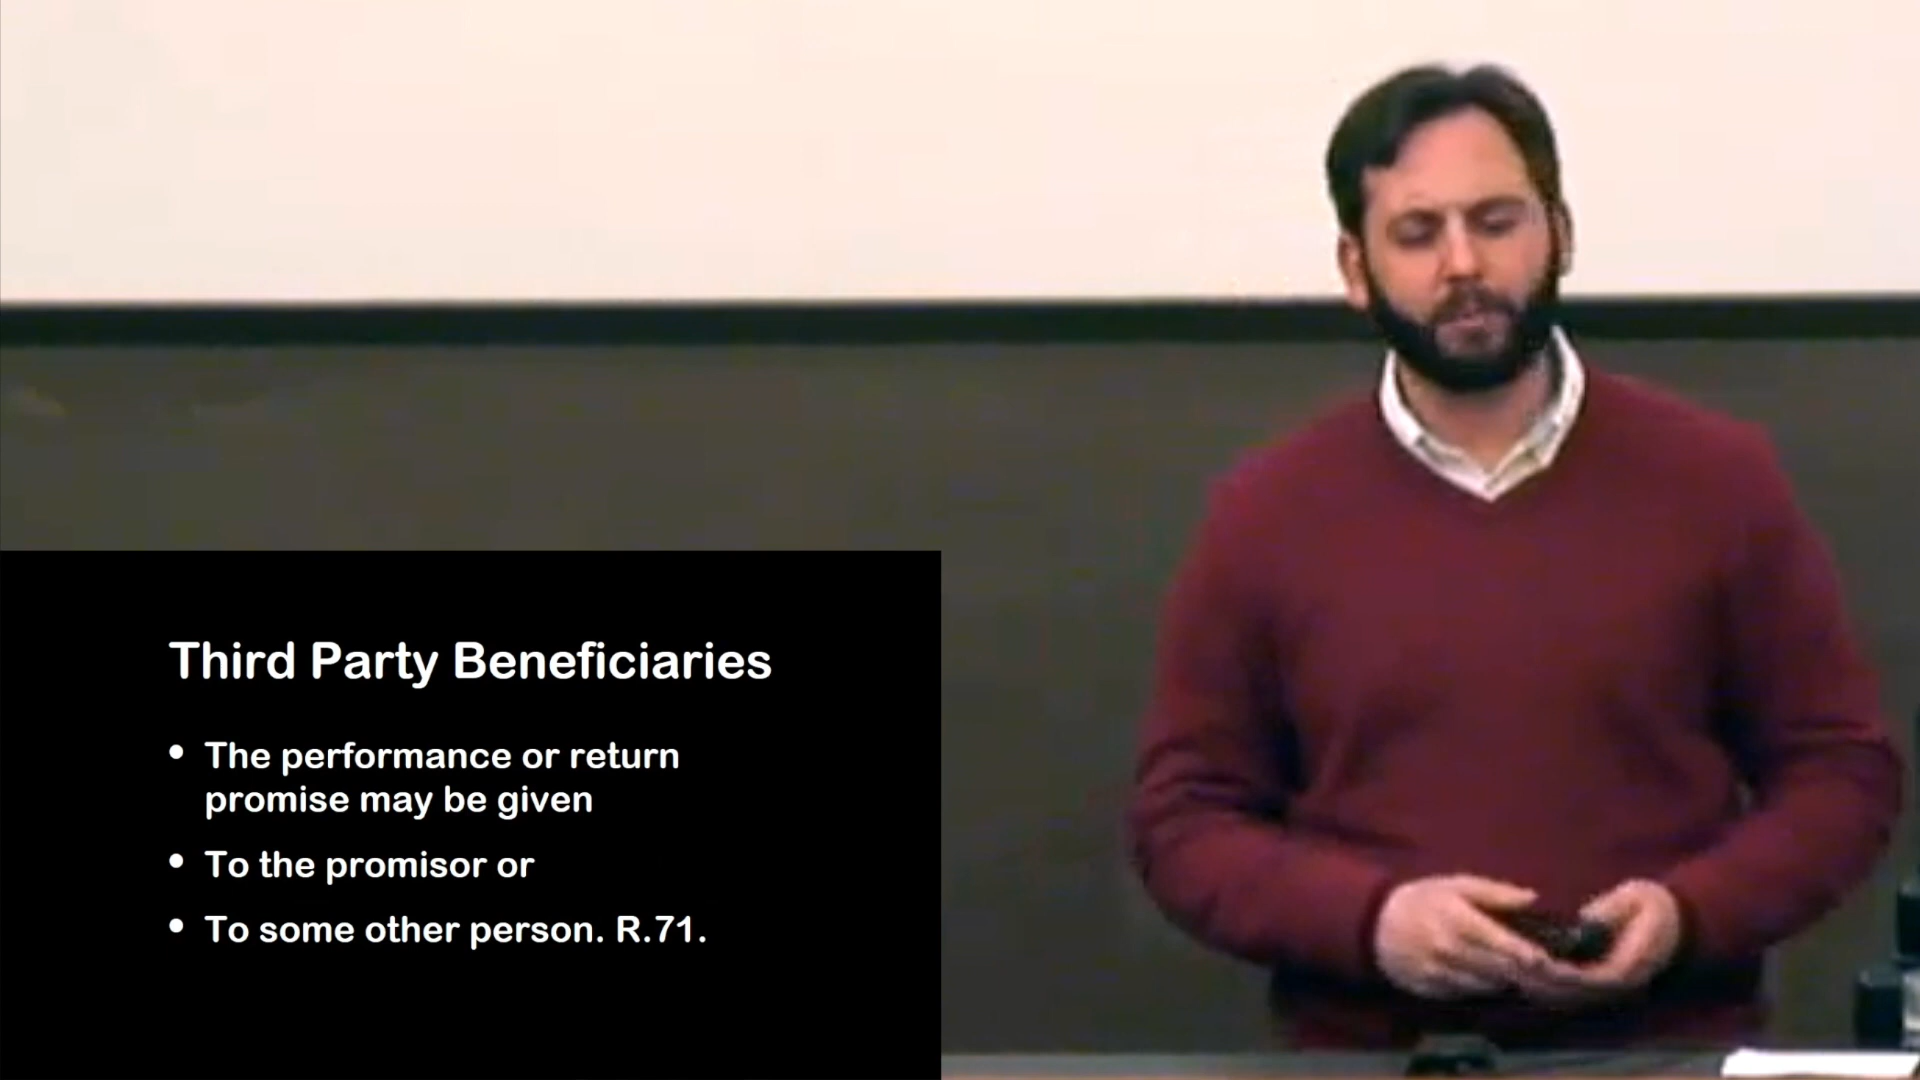 Third Party Beneficiaries
• The performance or return
promise may be given
• To the promisor or
• To some other person. R.71.